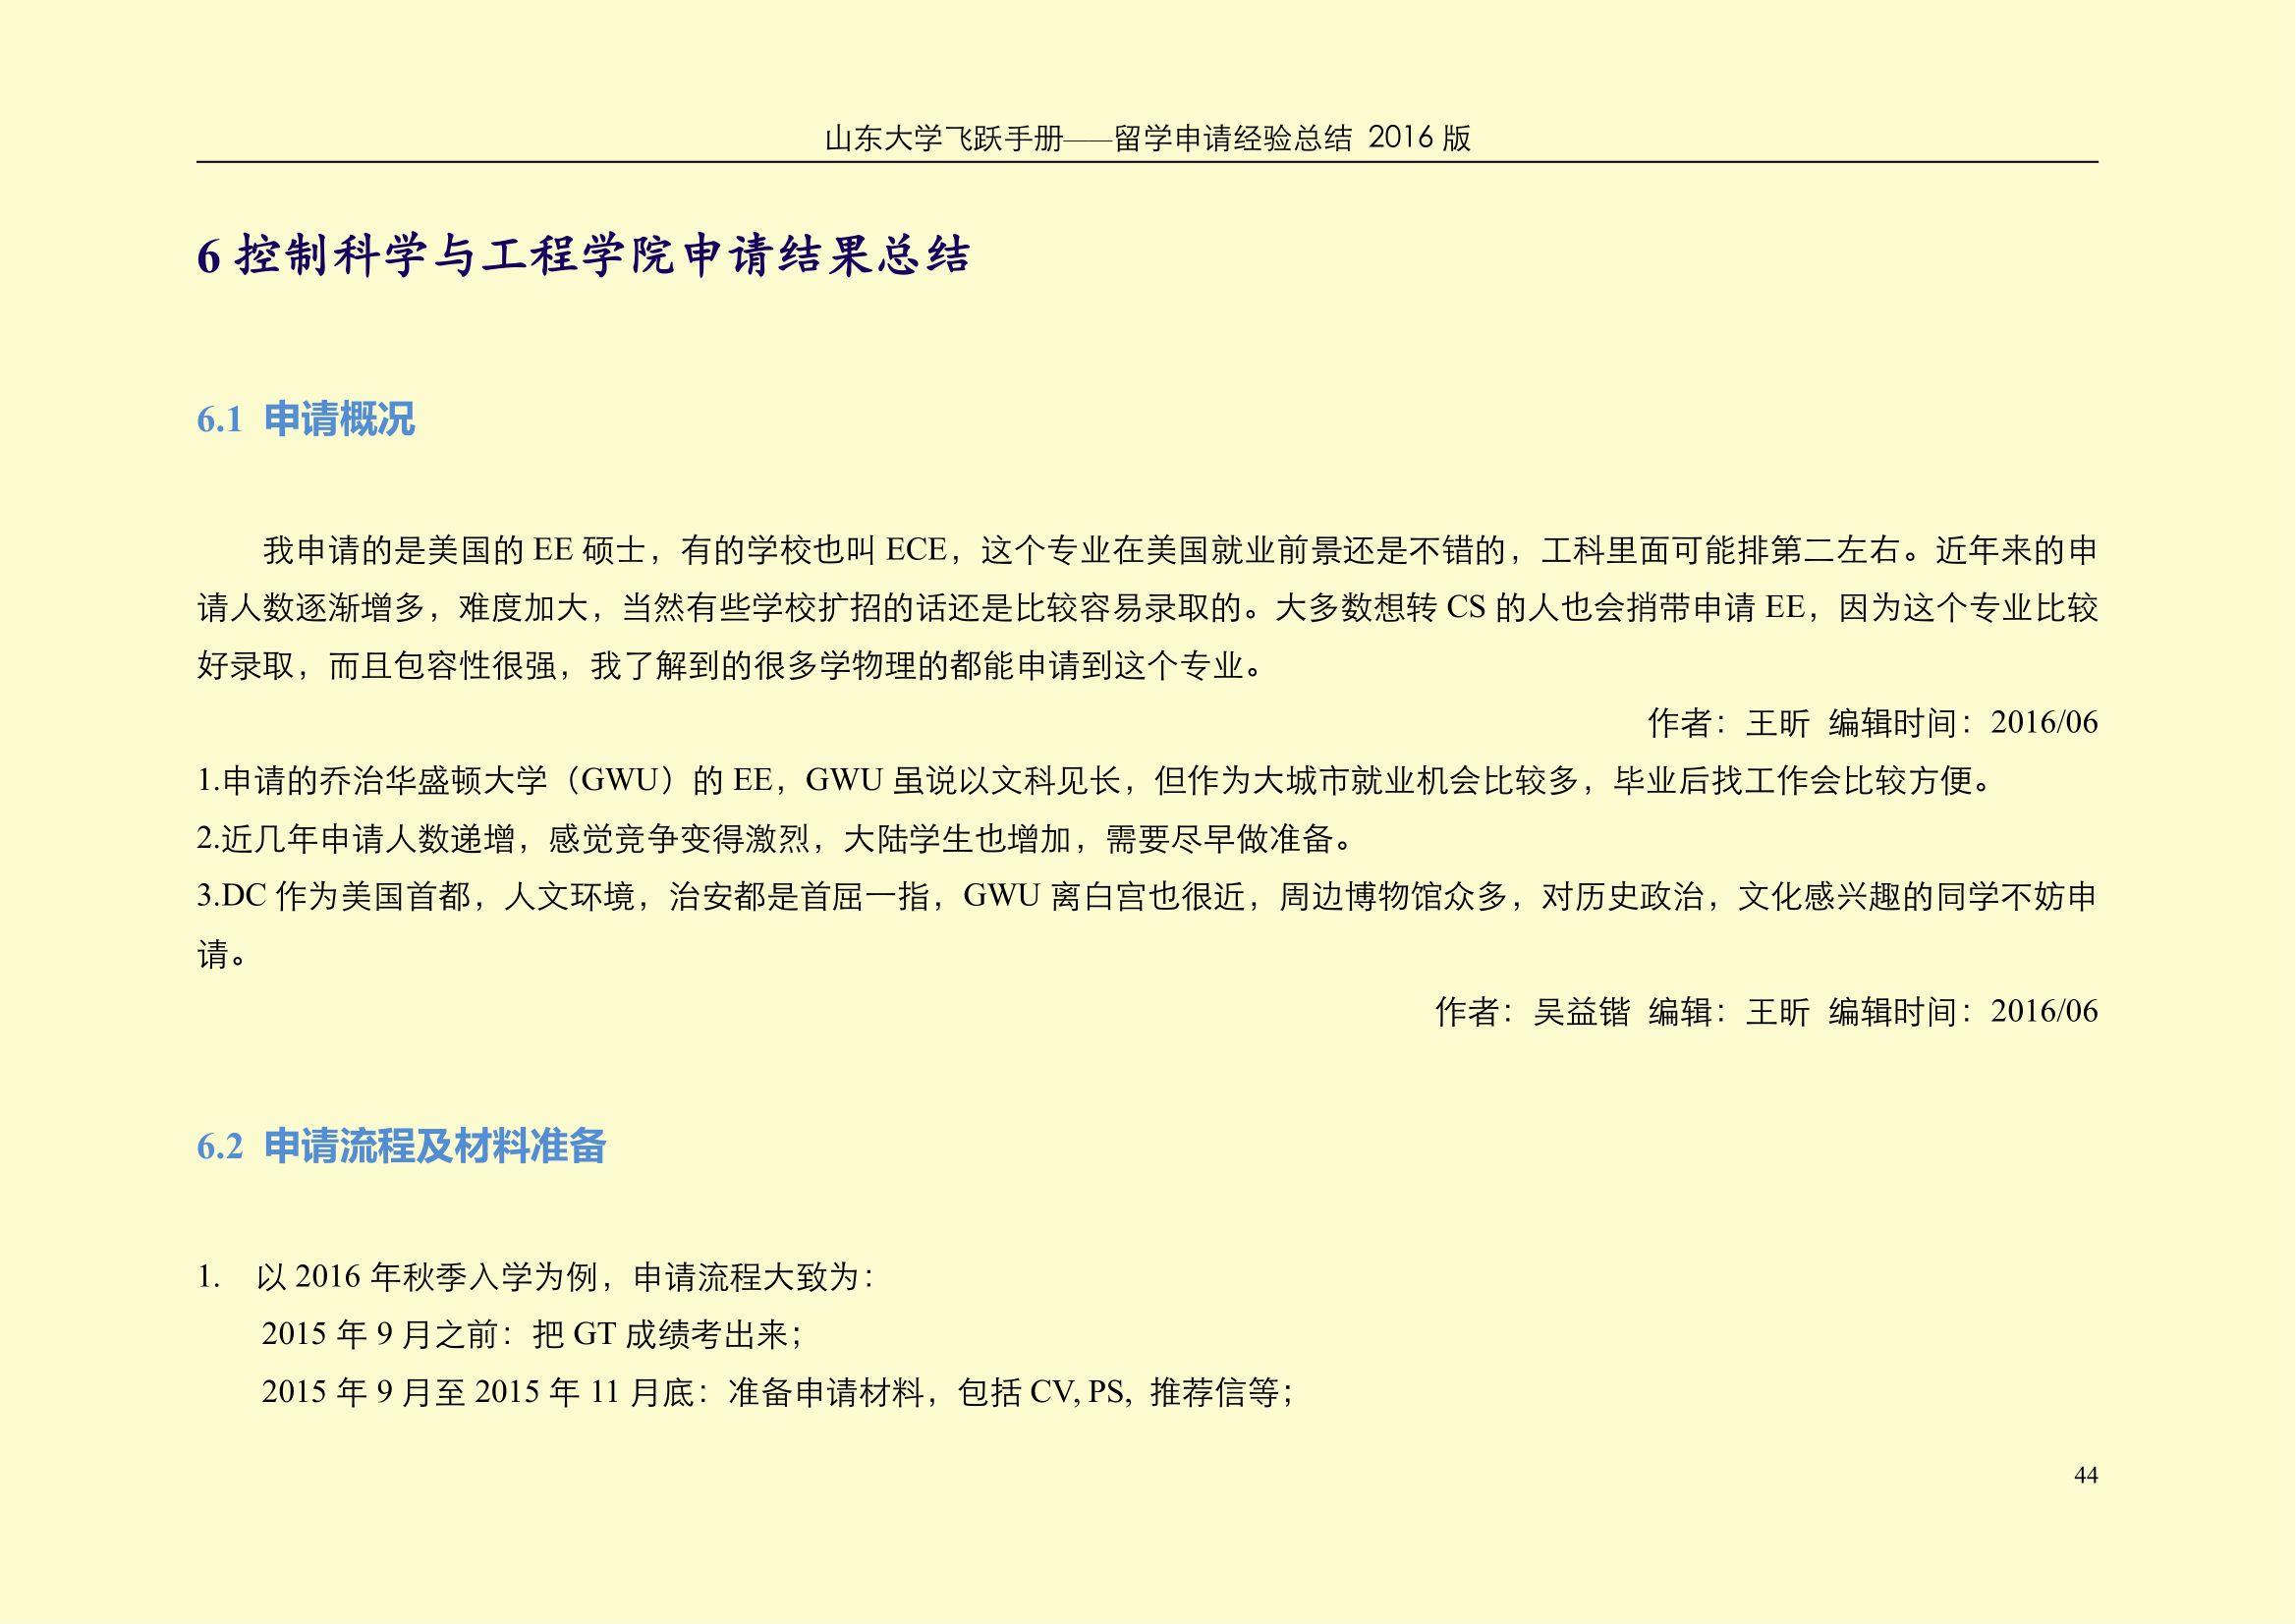 山东大学飞跃手册——留学申请经验总结 2016 版
6 控制科学与工程学院申请结果总结
6.1 申请概况
我申请的是美国的 EE 硕士，有的学校也叫 ECE，这个专业在美国就业前景还是不错的，工科里面可能排第二左右。近年来的申
请人数逐渐增多，难度加大，当然有些学校扩招的话还是比较容易录取的。大多数想转 CS 的人也会捎带申请 EE，因为这个专业比较
好录取，而且包容性很强，我了解到的很多学物理的都能申请到这个专业。
作者：王昕 编辑时间：2016/06
1.申请的乔治华盛顿大学（GWU）的 EE，GWU 虽说以文科见长，但作为大城市就业机会比较多，毕业后找工作会比较方便。
2.近几年申请人数递增，感觉竞争变得激烈，大陆学生也增加，需要尽早做准备。
3.DC 作为美国首都，人文环境，治安都是首屈一指，GWU 离白宫也很近，周边博物馆众多，对历史政治，文化感兴趣的同学不妨申
请。
作者：吴益锴 编辑：王昕 编辑时间：2016/06
6.2 申请流程及材料准备
1. 以 2016 年秋季入学为例，申请流程大致为：
2015 年 9 月之前：把 GT 成绩考出来；
2015 年 9 月至 2015 年 11 月底：准备申请材料，包括 CV, PS, 推荐信等；
44